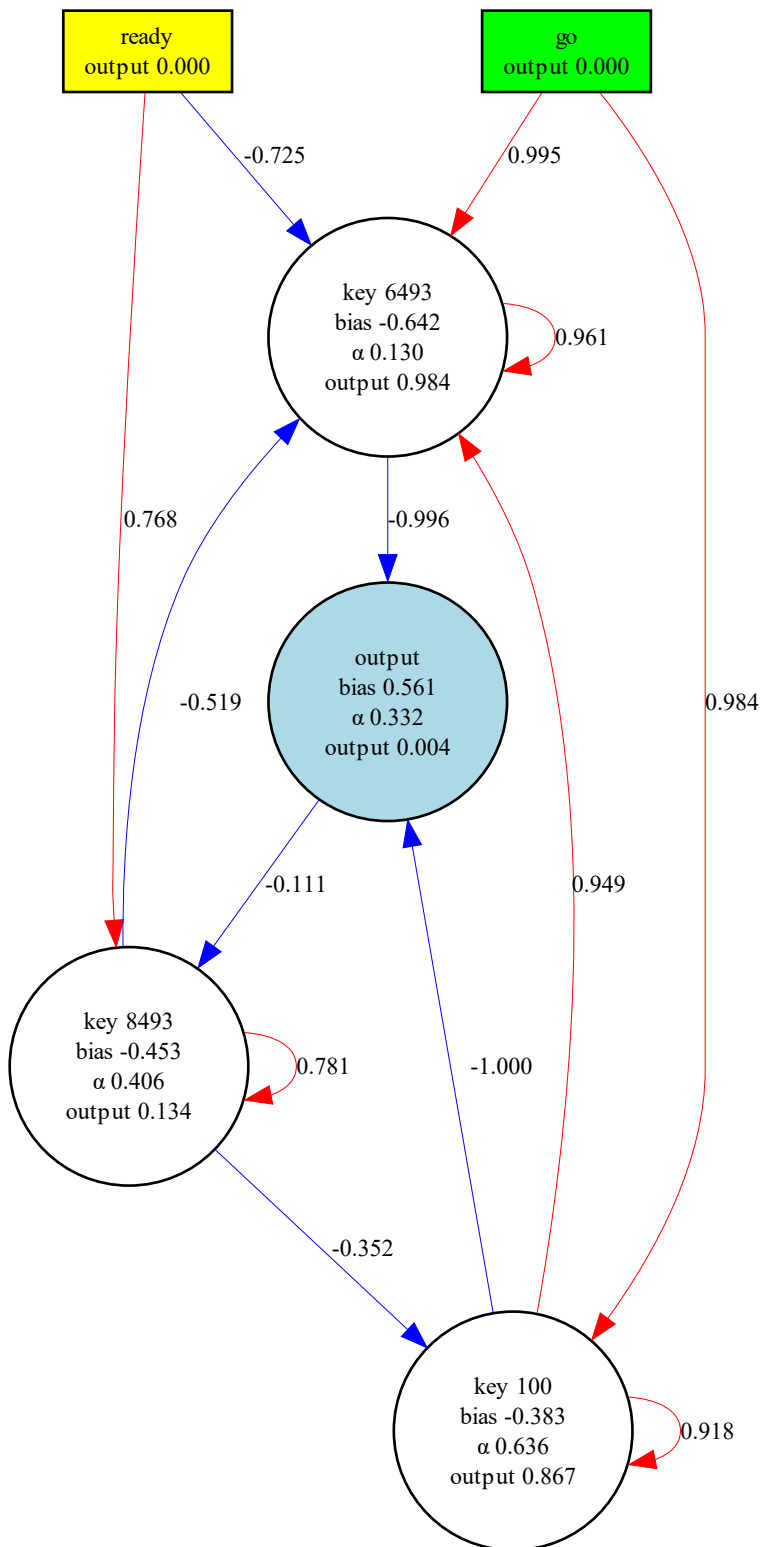 ready
output 0.000
go
output 0.000
-0.725
0.995
key 6493
bias -0.642
α 0.130
output 0.984
0.961
0.768
-0.996
output
bias 0.561
α 0.332
output 0.004
-0.519
0.984
-0.111
0.949
key 8493
bias -0.453
α 0.406
output 0.134
0.781
-1.000
-0.352
key 100
bias -0.383
α 0.636
output 0.867
0.918